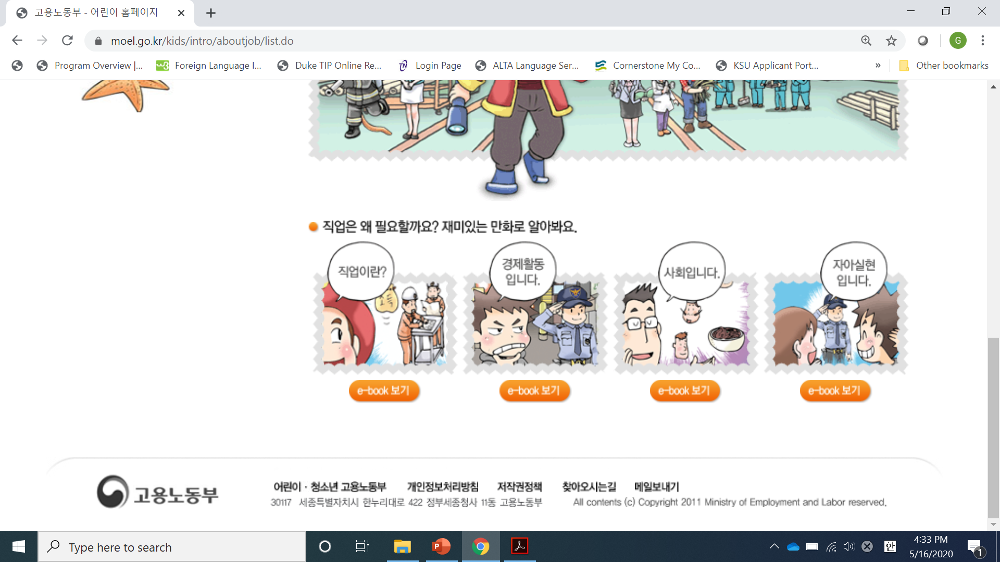 고용노동부 - 어린이 홈페이지
moel.go.kr/kids/intro/aboutjob/list.do
G
Program Overview |...
Foreign Language I...
Duke TIP Online Re...
Login Page
ALTA Language Ser...
Cornerstone My Co...
KSU Applicant Port...
»
Other bookmarks
직업은 왜 필요할까요? 재미있는 만화로 알아봐요.
직업이란?
경제활동
입니다.
사회입니다.
자아실현
입니다.
소득
e-book 보기
e-book 보기
e-book 보기
e-book 보기
고용노동부
어린이 · 청소년 고용노동부
개인정보처리방침
저작권정책
찾아오시는길
메일보내기
30117 세종특별자치시 한누리대로 422 정부세종청사 11동 고용노동부
All contents (c) Copyright 2011 Ministry of Employment and Labor reserved.
Type here to search
P
한
4:33 PM
5/16/2020
1